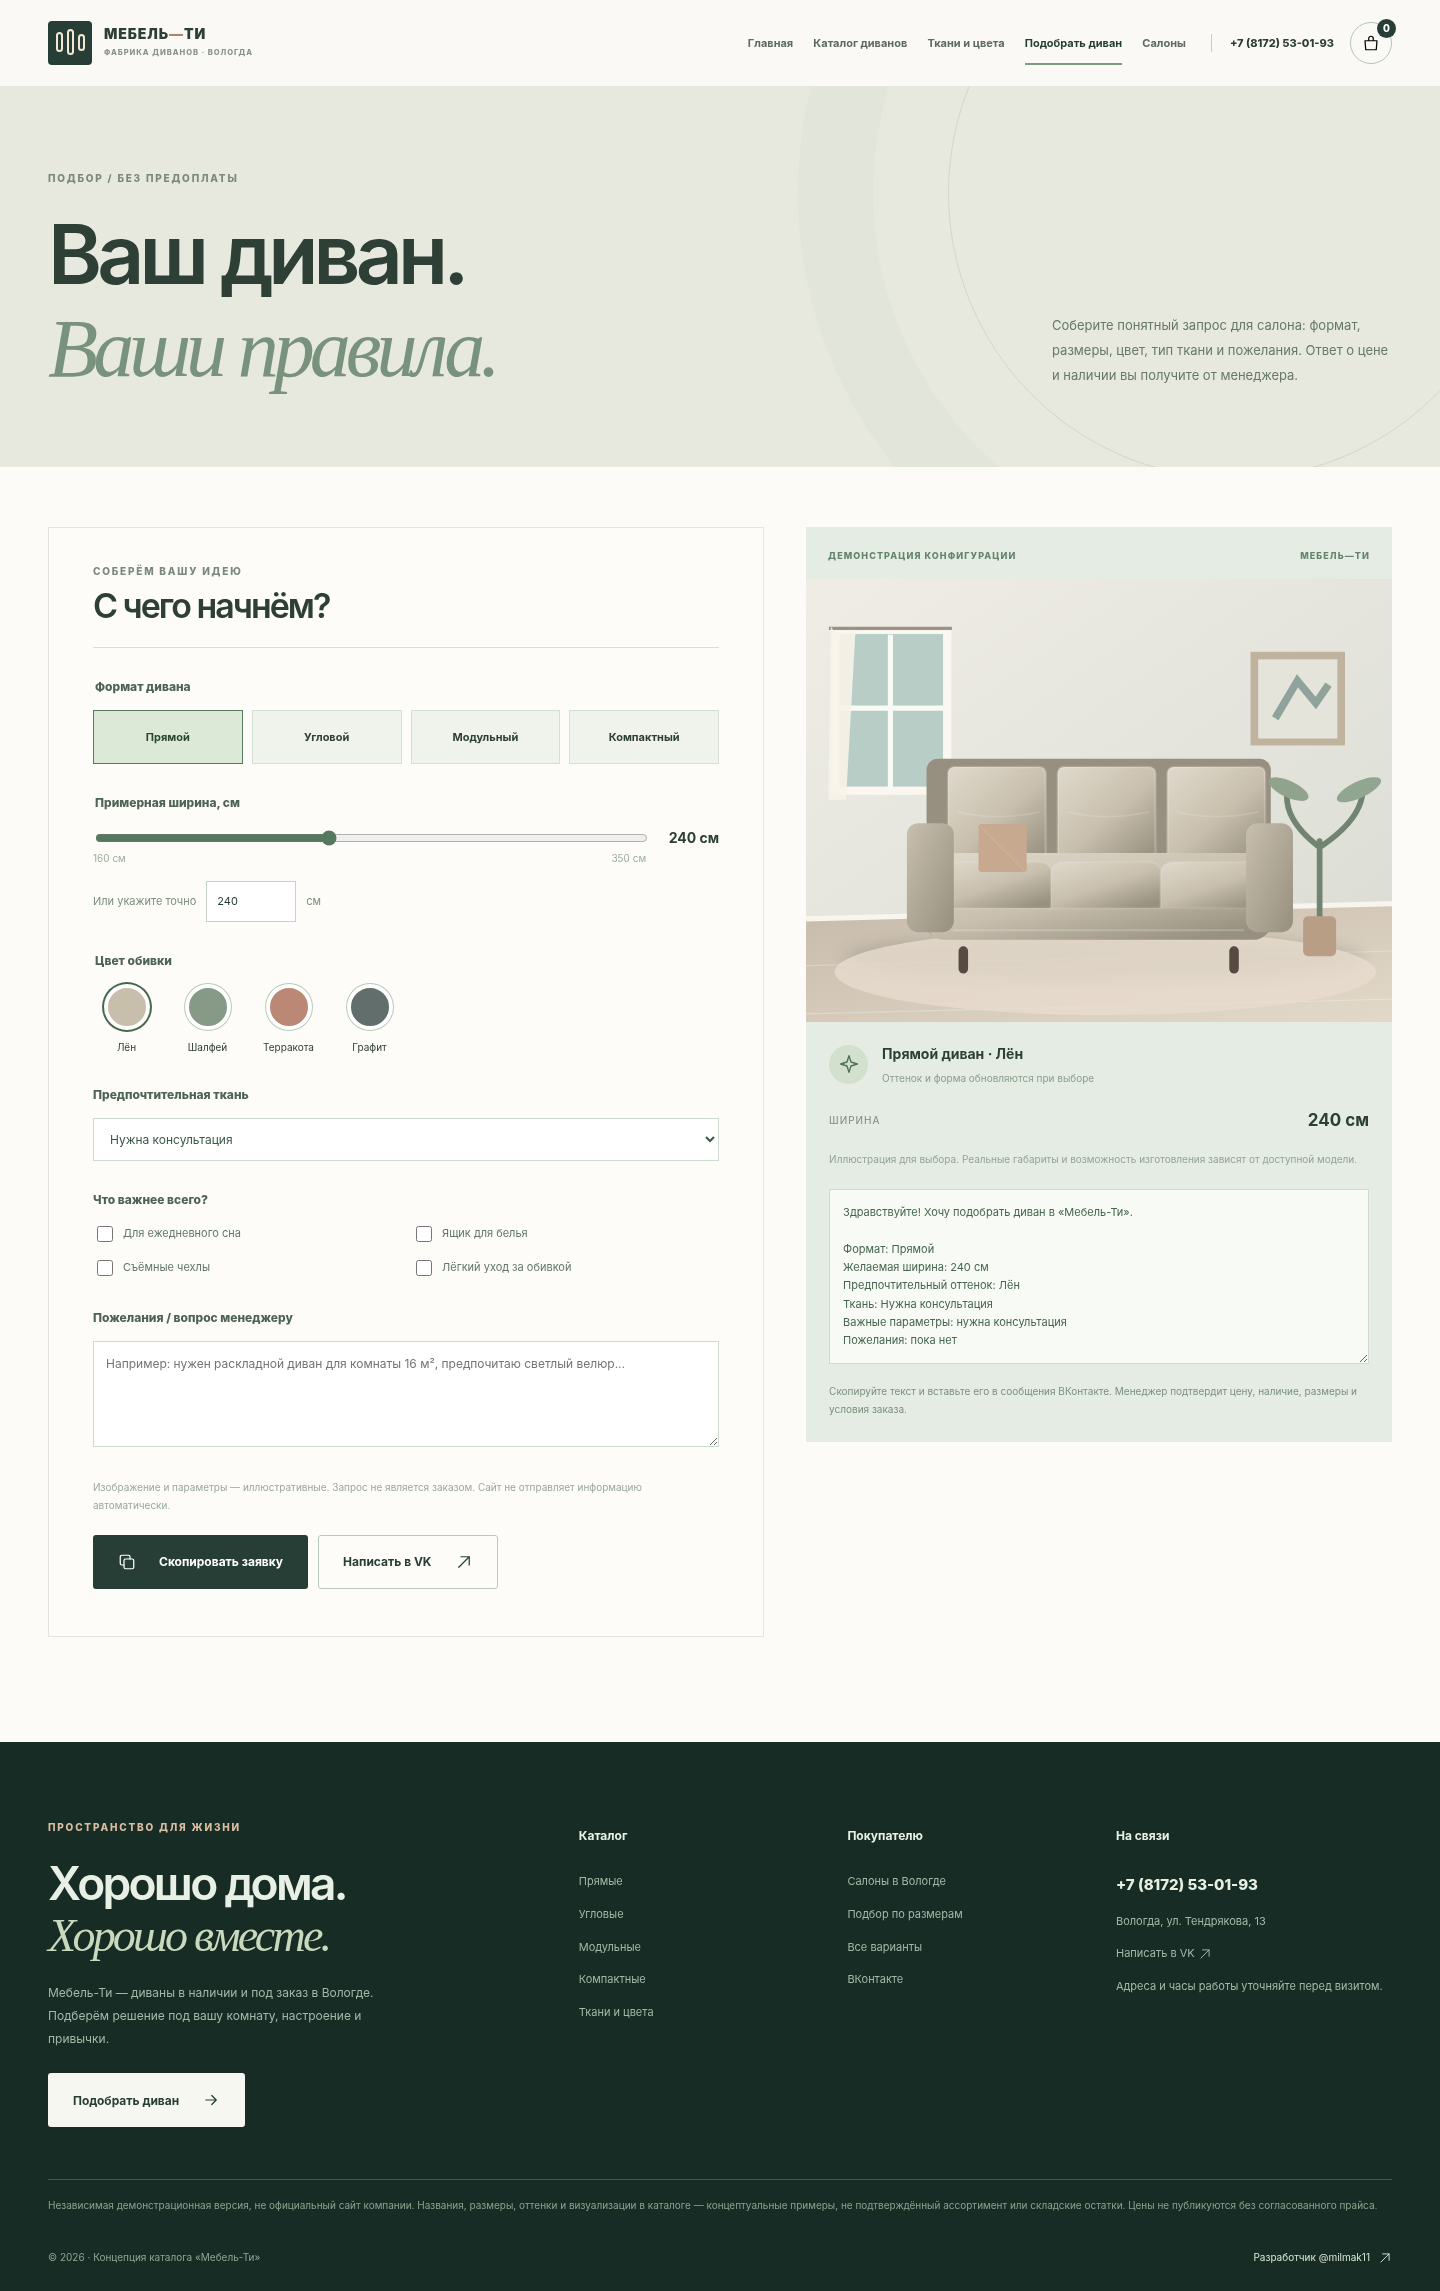 МЕБЕЛЬ—ТИ
ФАБРИКА ДИВАНОВ · ВОЛОГДА
Главная
Каталог диванов
Ткани и цвета
Подобрать диван
Салоны
+7 (8172) 53-01-93
0
ПОДБОР / БЕЗ ПРЕДОПЛАТЫ
Ваш диван.
Ваши правила.
Соберите понятный запрос для салона: формат,
размеры, цвет, тип ткани и пожелания. Ответ о цене
и наличии вы получите от менеджера.
СОБЕРЁМ ВАШУ ИДЕЮ
С чего начнём?
Формат дивана
Прямой
Угловой
Модульный
Компактный
Примерная ширина, см
240 см
160 см
350 см
Или укажите точно
240
см
Цвет обивки
Лён
Шалфей
Терракота
Графит
Предпочтительная ткань
Нужна консультация
Что важнее всего?
Для ежедневного сна
Ящик для белья
Съёмные чехлы
Лёгкий уход за обивкой
Пожелания / вопрос менеджеру
Например: нужен раскладной диван для комнаты 16 м², предпочитаю светлый велюр...
Изображение и параметры — иллюстративные. Запрос не является заказом. Сайт не отправляет информацию
автоматически.
Скопировать заявку
Написать в VK
ДЕМОНСТРАЦИЯ КОНФИГУРАЦИИ
МЕБЕЛЬ—ТИ
Прямой диван · Лён
Оттенок и форма обновляются при выборе
ШИРИНА
240 см
Иллюстрация для выбора. Реальные габариты и возможность изготовления зависят от доступной модели.
Здравствуйте! Хочу подобрать диван в «Мебель-Ти».
Формат: Прямой
Желаемая ширина: 240 см
Предпочтительный оттенок: Лён
Ткань: Нужна консультация
Важные параметры: нужна консультация
Пожелания: пока нет
Скопируйте текст и вставьте его в сообщения ВКонтакте. Менеджер подтвердит цену, наличие, размеры и
условия заказа.
ПРОСТРАНСТВО ДЛЯ ЖИЗНИ
Хорошо дома.
Хорошо вместе.
Мебель-Ти — диваны в наличии и под заказ в Вологде.
Подберём решение под вашу комнату, настроение и
привычки.
Подобрать диван
Каталог
Прямые
Угловые
Модульные
Компактные
Ткани и цвета
Покупателю
Салоны в Вологде
Подбор по размерам
Все варианты
ВКонтакте
На связи
+7 (8172) 53-01-93
Вологда, ул. Тендрякова, 13
Написать в VK
Адреса и часы работы уточняйте перед визитом.
Независимая демонстрационная версия, не официальный сайт компании. Названия, размеры, оттенки и визуализации в каталоге — концептуальные примеры, не подтверждённый ассортимент или складские остатки. Цены не публикуются без согласованного прайса.
© 2026 · Концепция каталога «Мебель-Ти»
Разработчик @milmak11